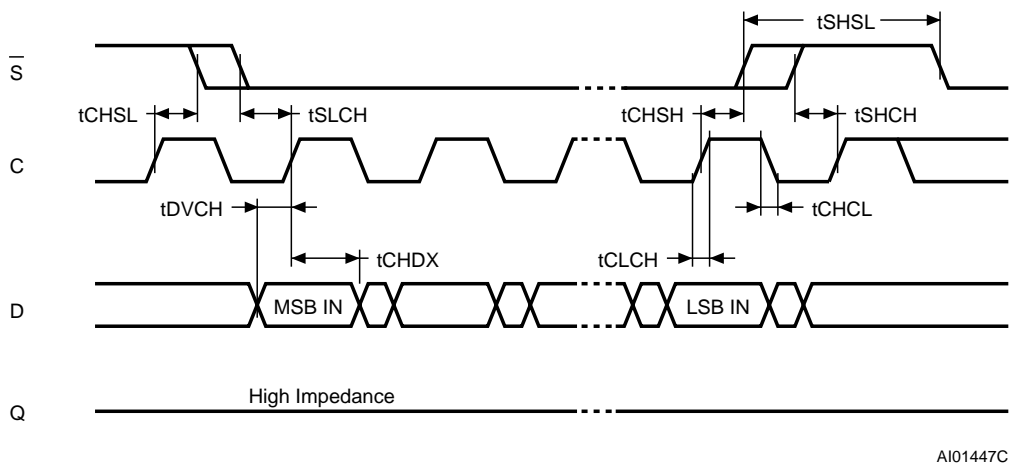 tSHSL
S
tCHSL
tSLCH
tCHSH
tSHCH
C
tDVCH
tCHCL
tCHDX
tCLCH
D
MSB IN
LSB IN
High Impedance
Q
AI01447C